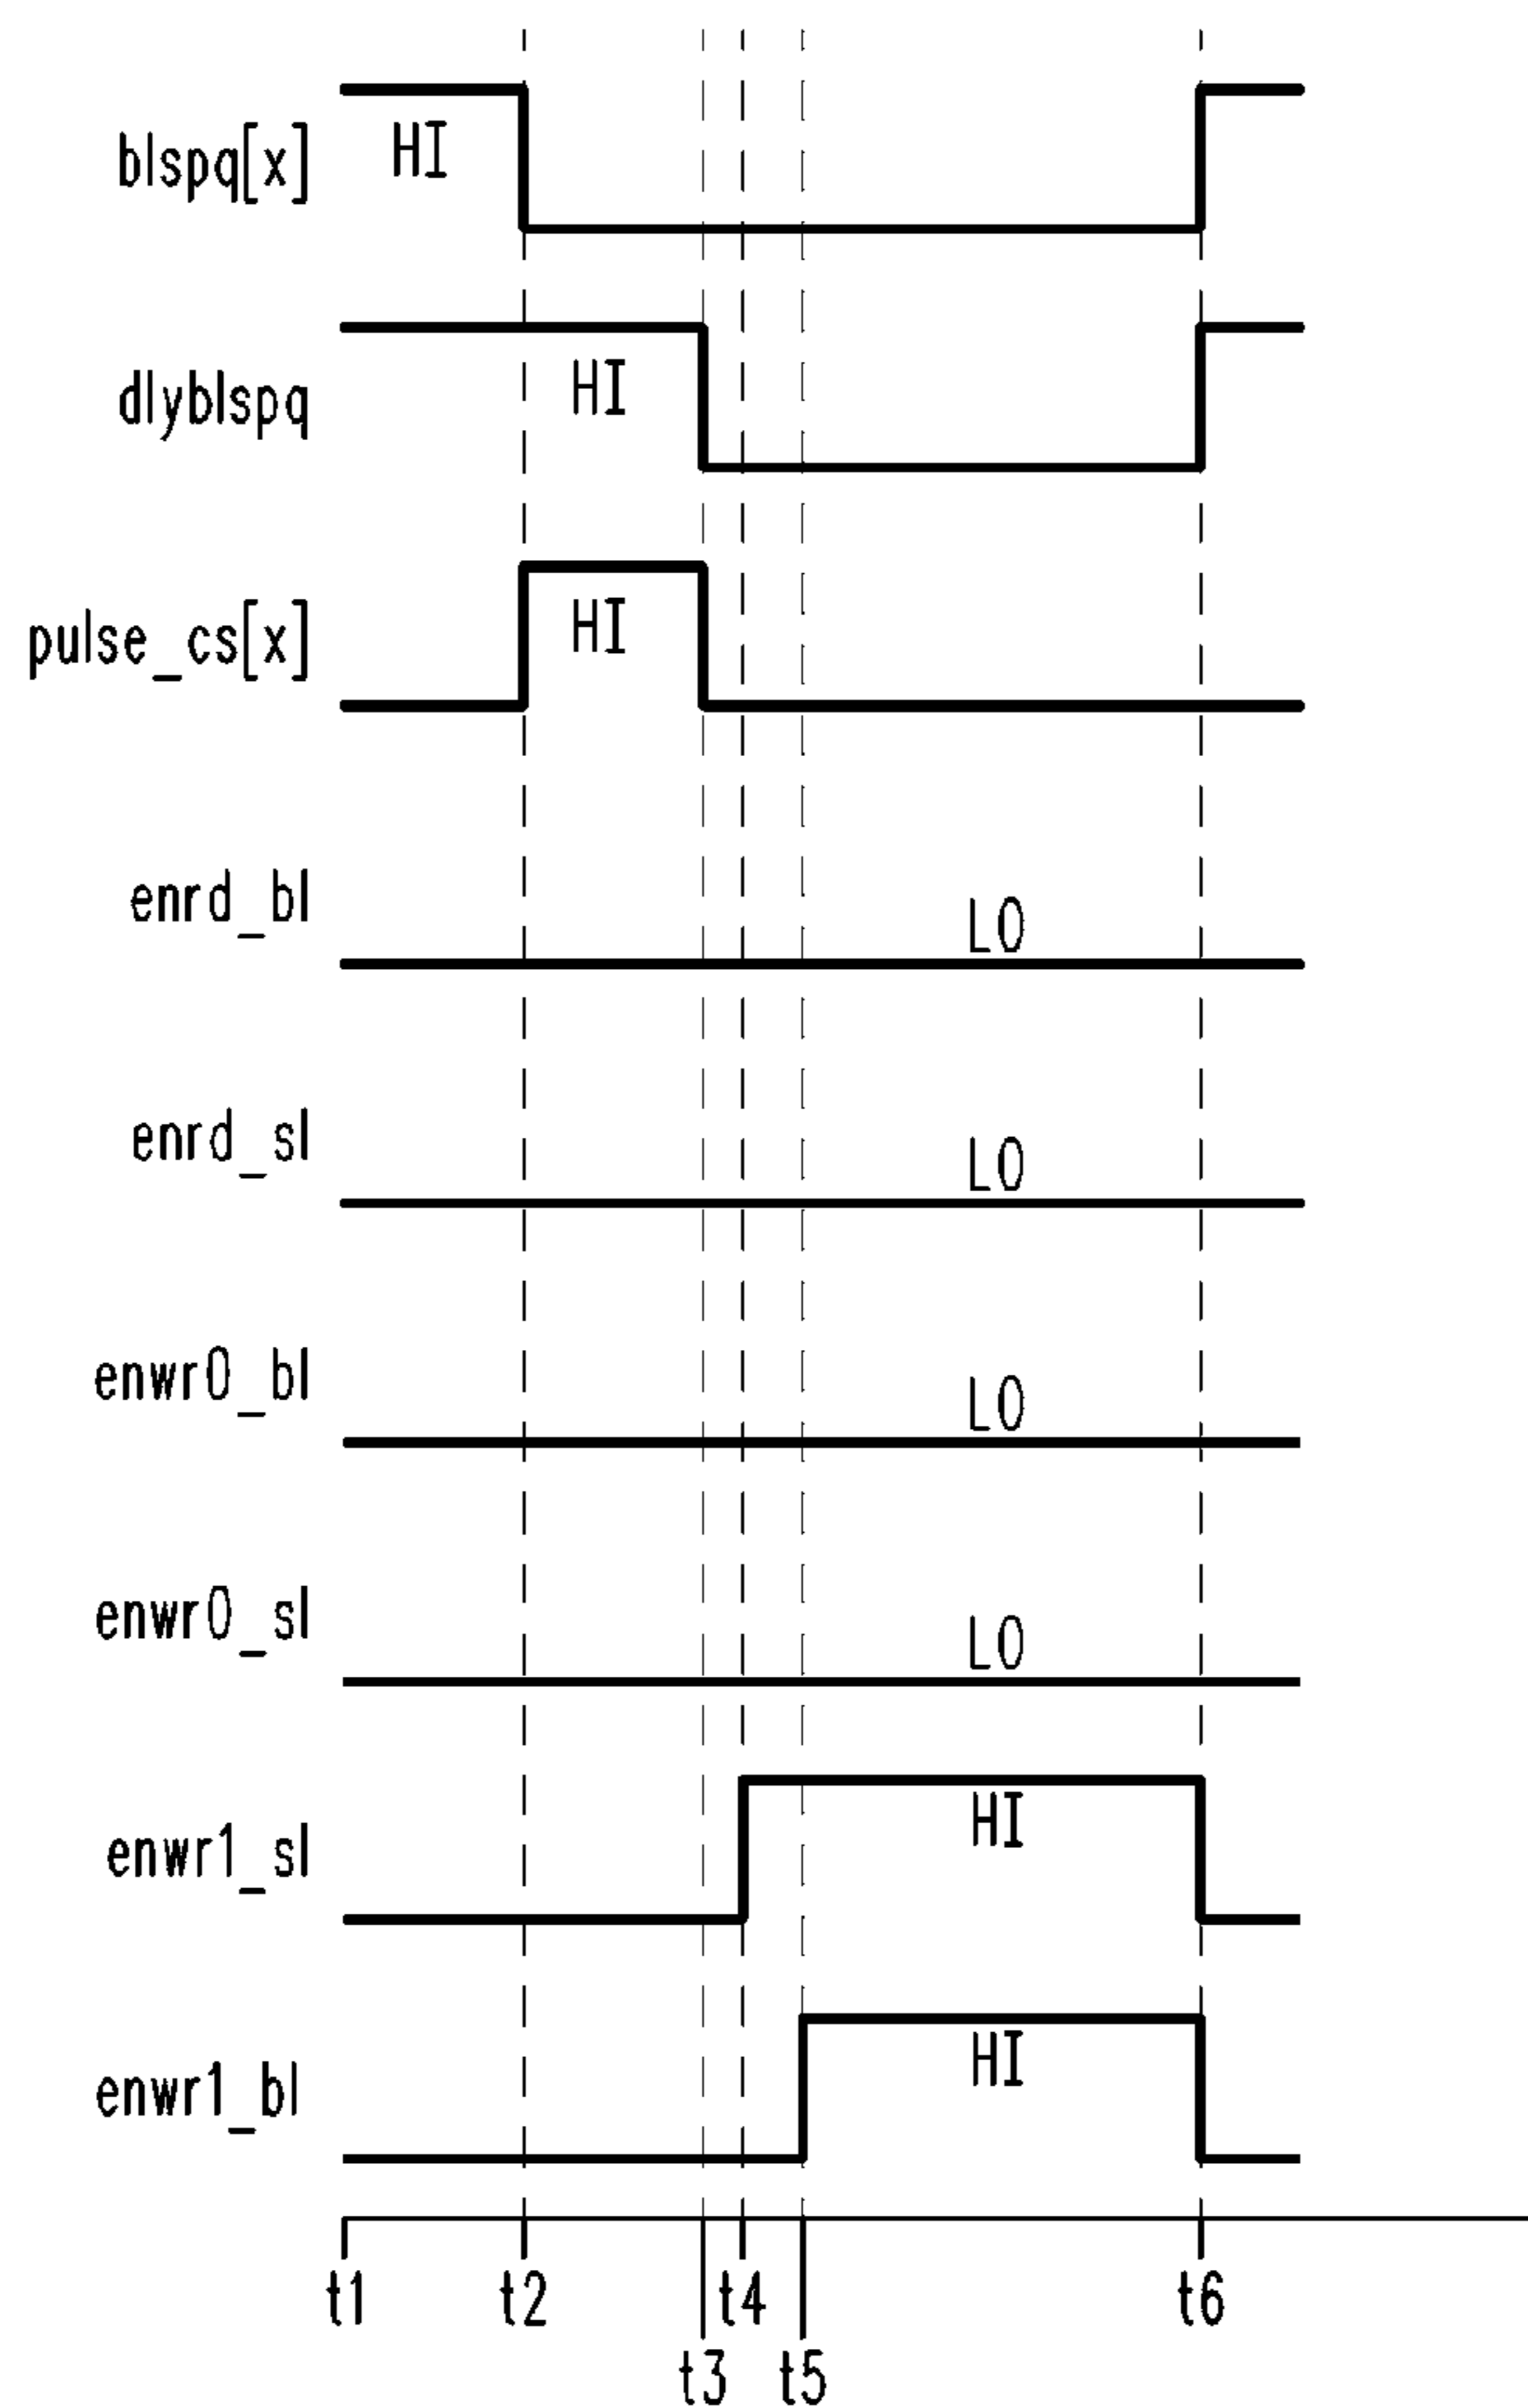 blspq[x]
HI
dlyblspq
HI
pulse_cs[x]
HI
enrd_bl
LO
enrd_sl
LO
enwr0_bl
LO
enwr0_sl
LO
enwr1_sl
HI
enwr1_bl
HI
t1 t2 t4 t6
t3 t5